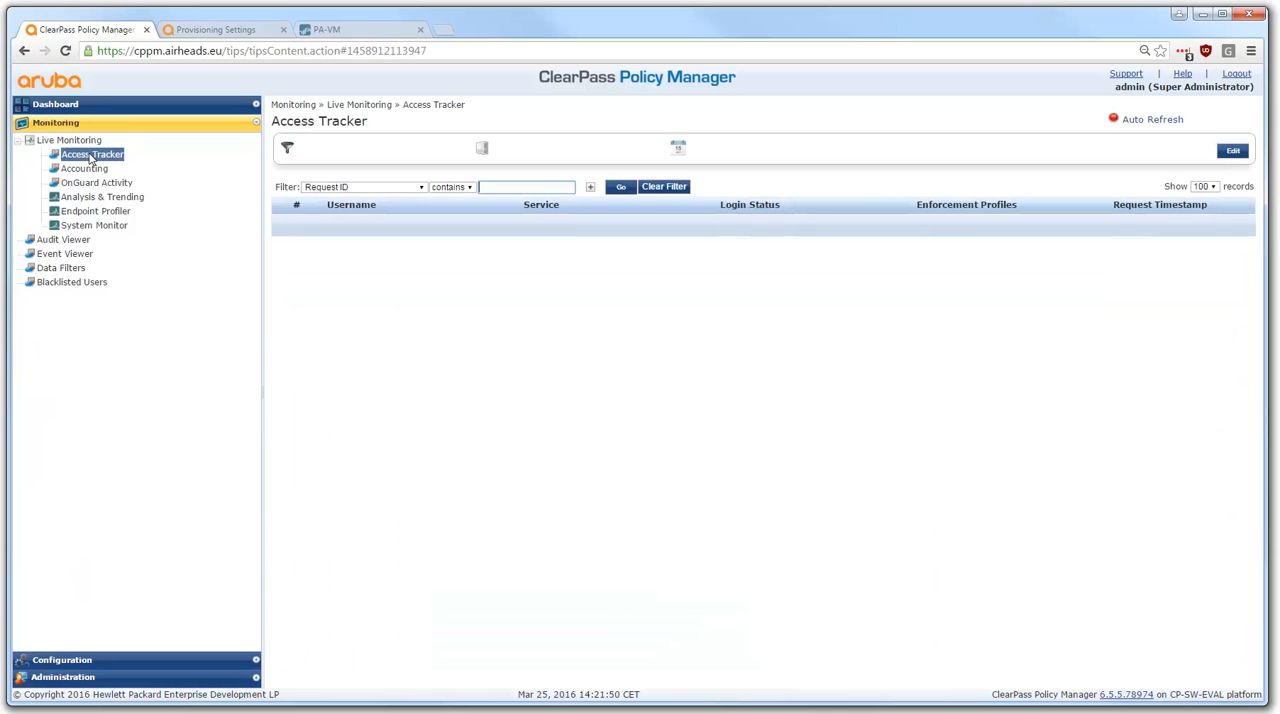 ClearPass Policy Manager
Provisioning Settings
PA-VM
https://cppm.airheads.eu/tips/tipsContent.action#1458912113947
3
G
aruba
ClearPass Policy Manager
Support | Help | Logout
admin (Super Administrator)
Dashboard
Monitoring
Live Monitoring
Access Tracker
Accounting
OnGuard Activity
Analysis & Trending
Endpoint Profiler
System Monitor
Audit Viewer
Event Viewer
Data Filters
Blacklisted Users
Configuration
Administration
Monitoring » Live Monitoring » Access Tracker
Access Tracker
Auto Refresh
15
Edit
Filter: Request ID contains + Go Clear Filter Show 100 records
# Username Service Login Status Enforcement Profiles Request Timestamp
© Copyright 2016 Hewlett Packard Enterprise Development LP Mar 25, 2016 14:21:50 CET ClearPass Policy Manager 6.5.5.78974 on CP-SW-EVAL platform